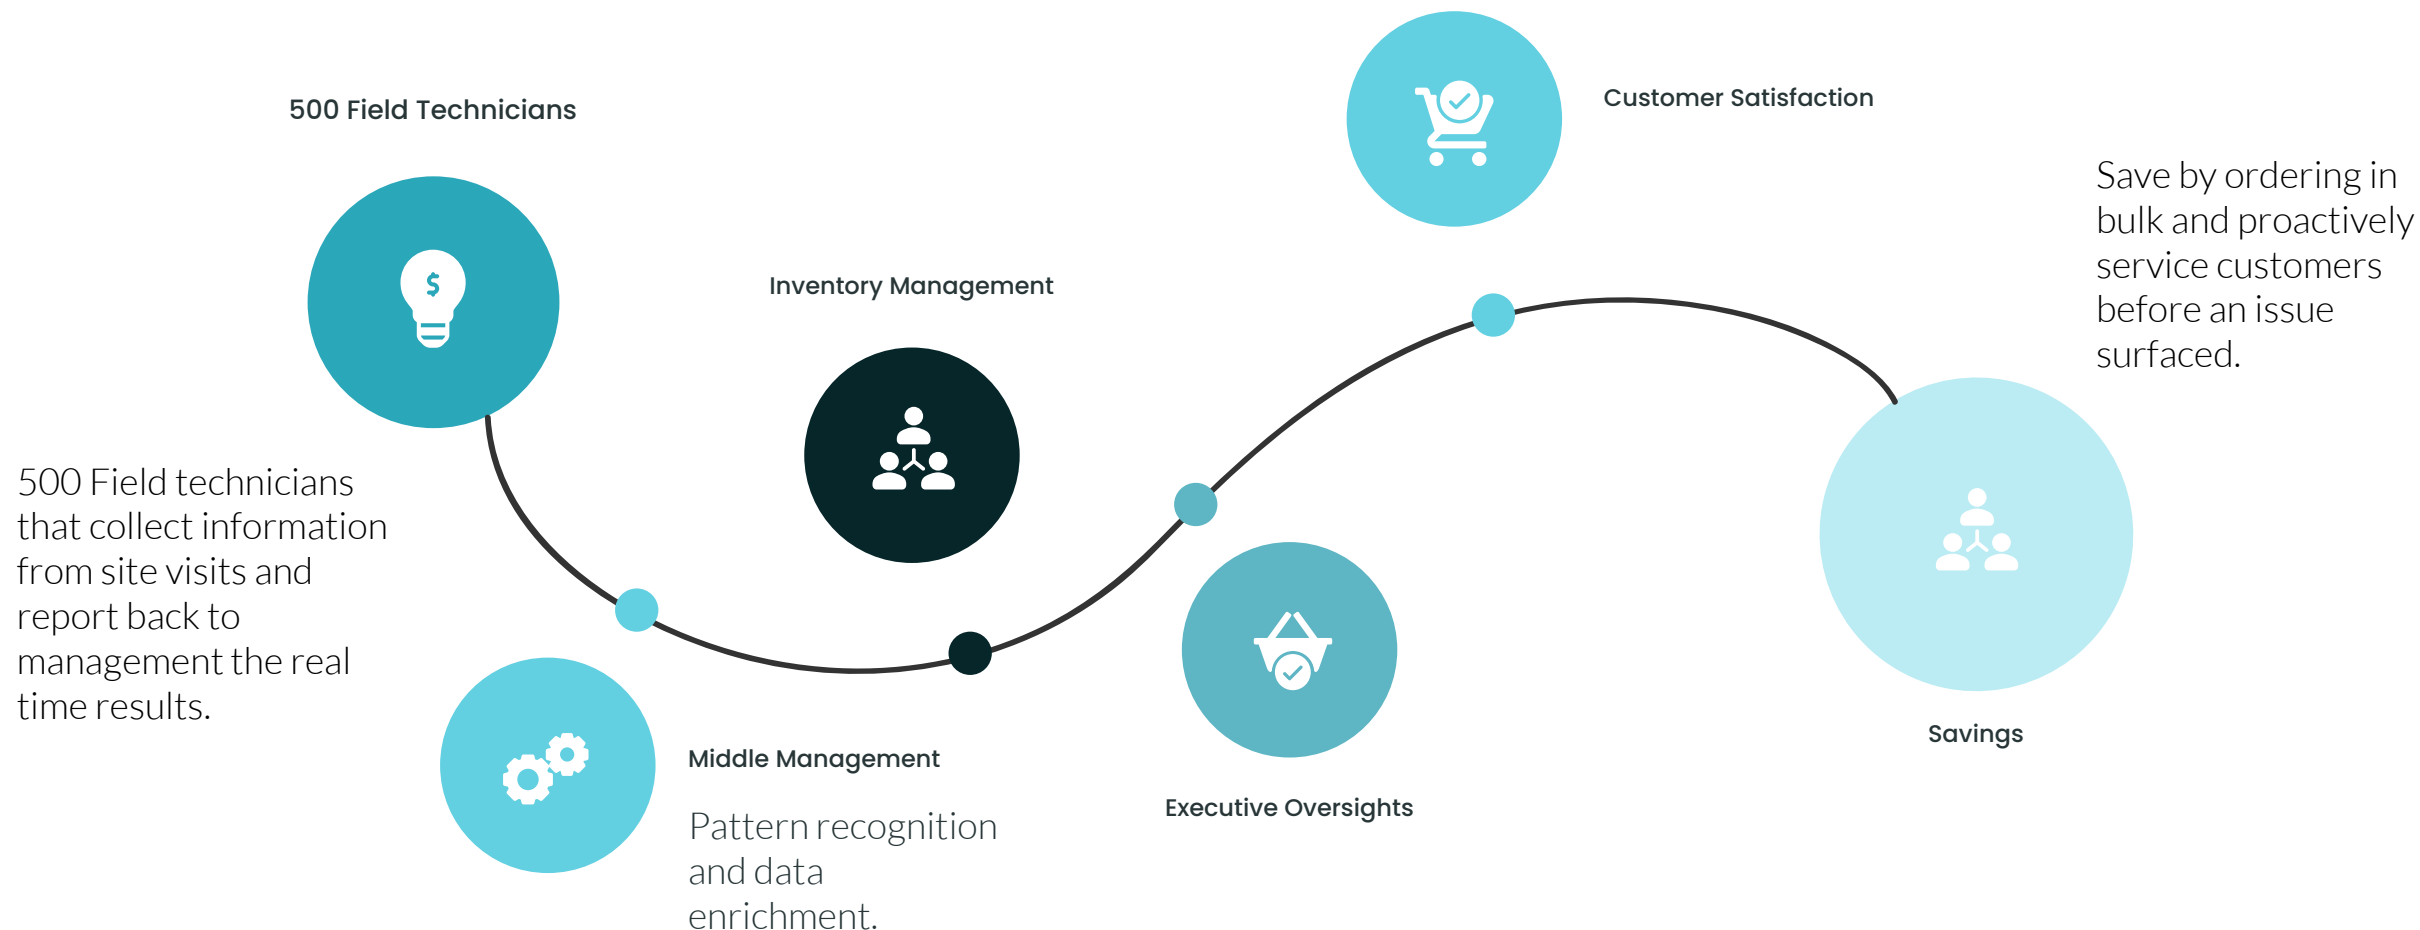 500 Field Technicians
500 Field technicians
that collect information
from site visits and
report back to
management the real
time results.
Middle Management
Pattern recognition
and data
enrichment.
Inventory Management
Executive Oversights
Customer Satisfaction
Save by ordering in
bulk and proactively
service customers
before an issue
surfaced.
Savings
$